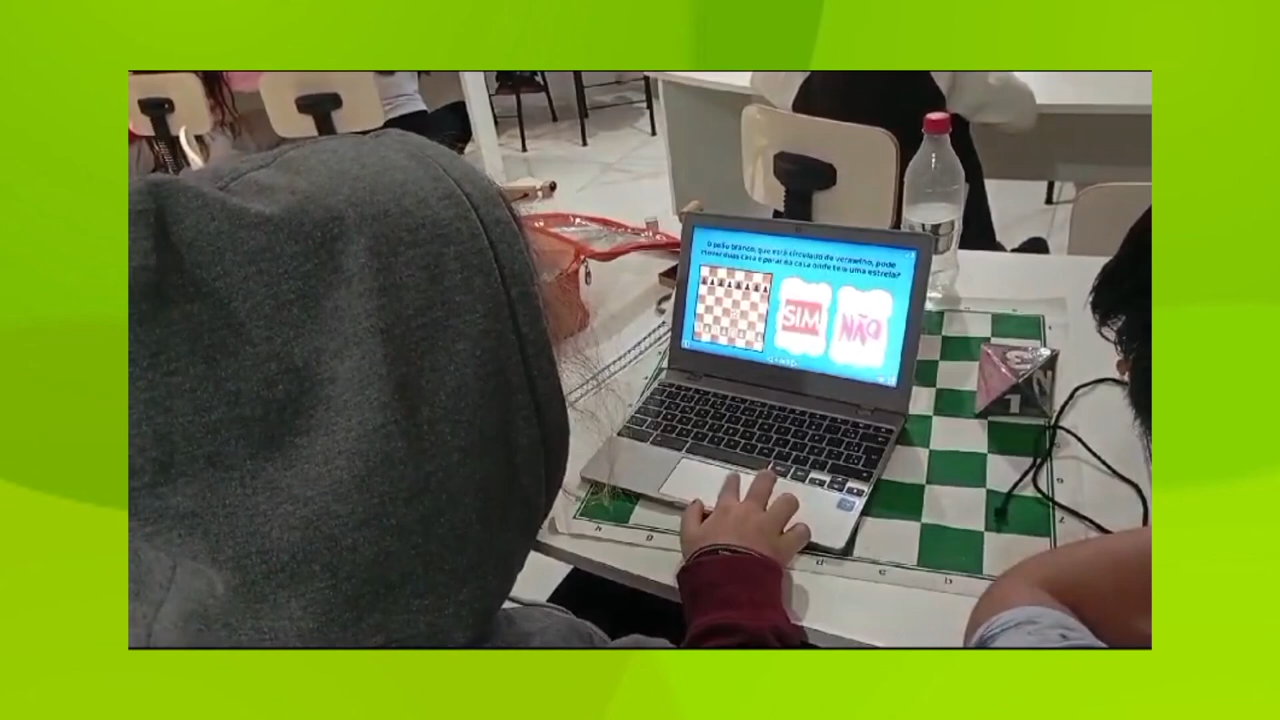 O peão branco, que está circulado de vermelho, pode
mover duas casa e parar na casa onde tem uma estrela?
SIM
NÃO
N
1
h
g
d
c
b